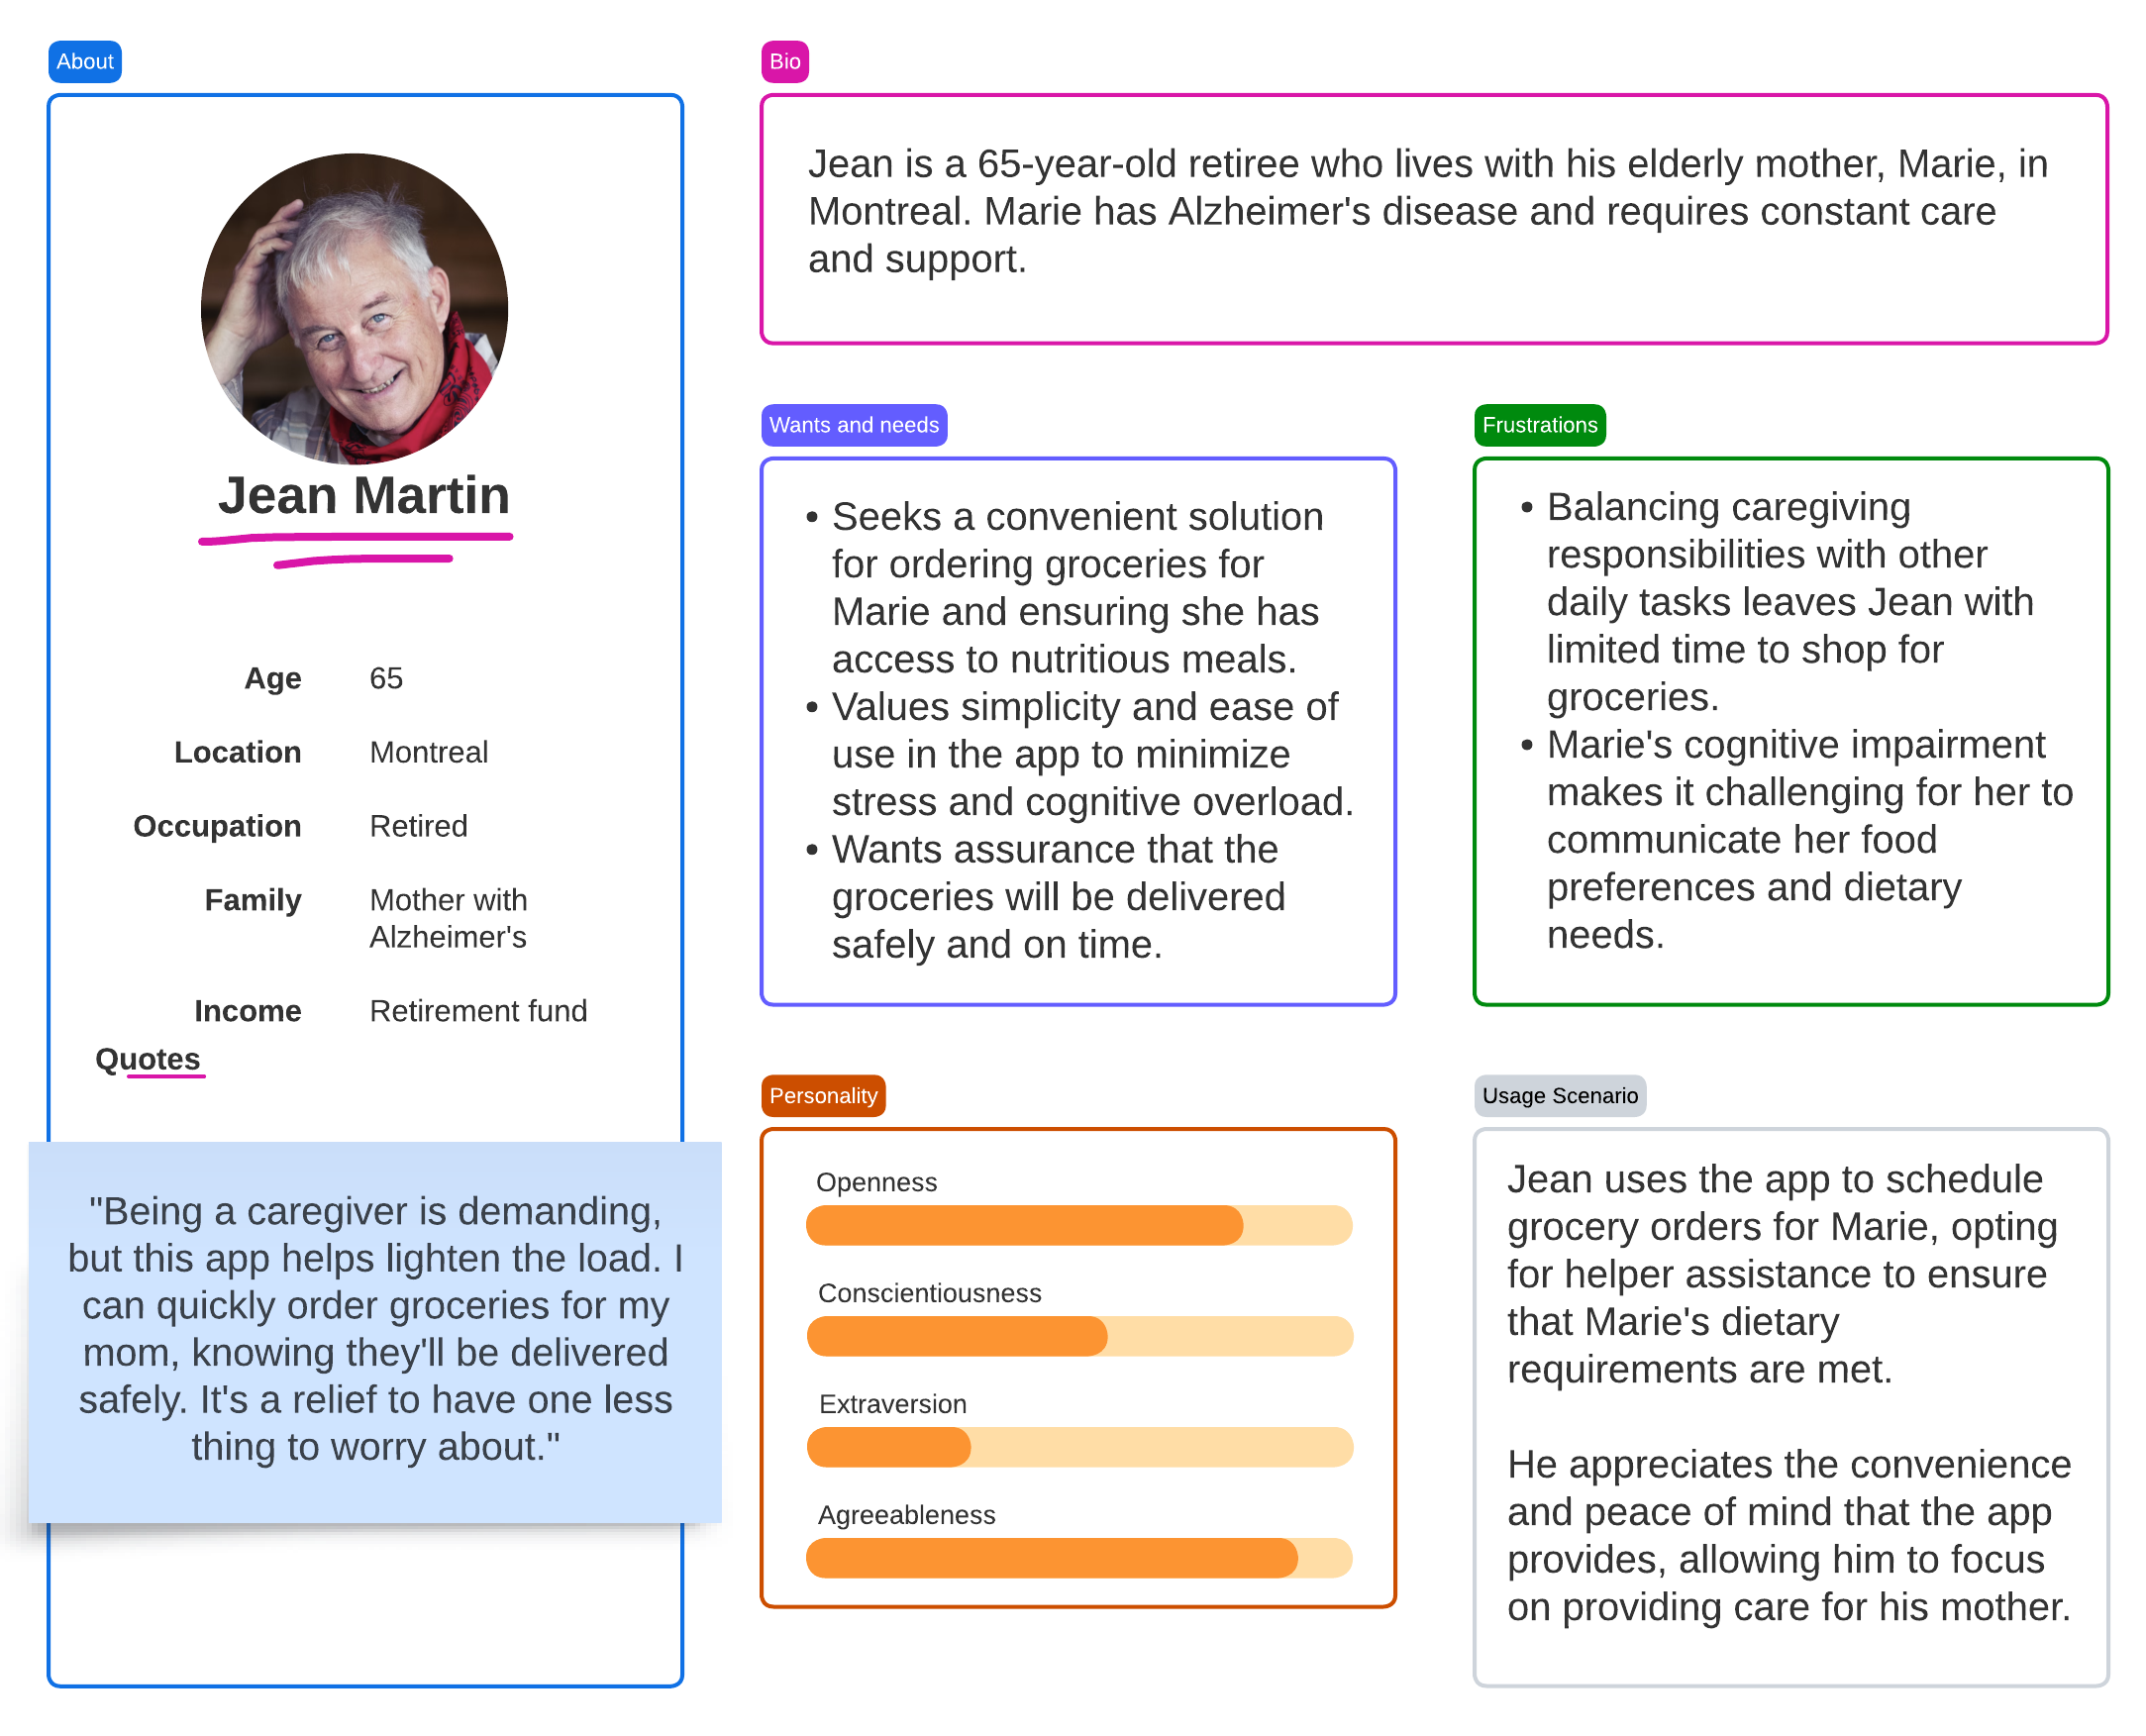 About
Jean Martin
Age 65
Location Montreal
Occupation Retired
Family Mother with
Alzheimer's
Income Retirement fund
Quotes
"Being a caregiver is demanding,
but this app helps lighten the load. I
can quickly order groceries for my
mom, knowing they'll be delivered
safely. It's a relief to have one less
thing to worry about."
Bio
Jean is a 65-year-old retiree who lives with his elderly mother, Marie, in
Montreal. Marie has Alzheimer's disease and requires constant care
and support.
Wants and needs
• Seeks a convenient solution
for ordering groceries for
Marie and ensuring she has
access to nutritious meals.
• Values simplicity and ease of
use in the app to minimize
stress and cognitive overload.
• Wants assurance that the
groceries will be delivered
safely and on time.
Frustrations
• Balancing caregiving
responsibilities with other
daily tasks leaves Jean with
limited time to shop for
groceries.
• Marie's cognitive impairment
makes it challenging for her to
communicate her food
preferences and dietary
needs.
Personality
Openness
Conscientiousness
Extraversion
Agreeableness
Usage Scenario
Jean uses the app to schedule
grocery orders for Marie, opting
for helper assistance to ensure
that Marie's dietary
requirements are met.
He appreciates the convenience
and peace of mind that the app
provides, allowing him to focus
on providing care for his mother.